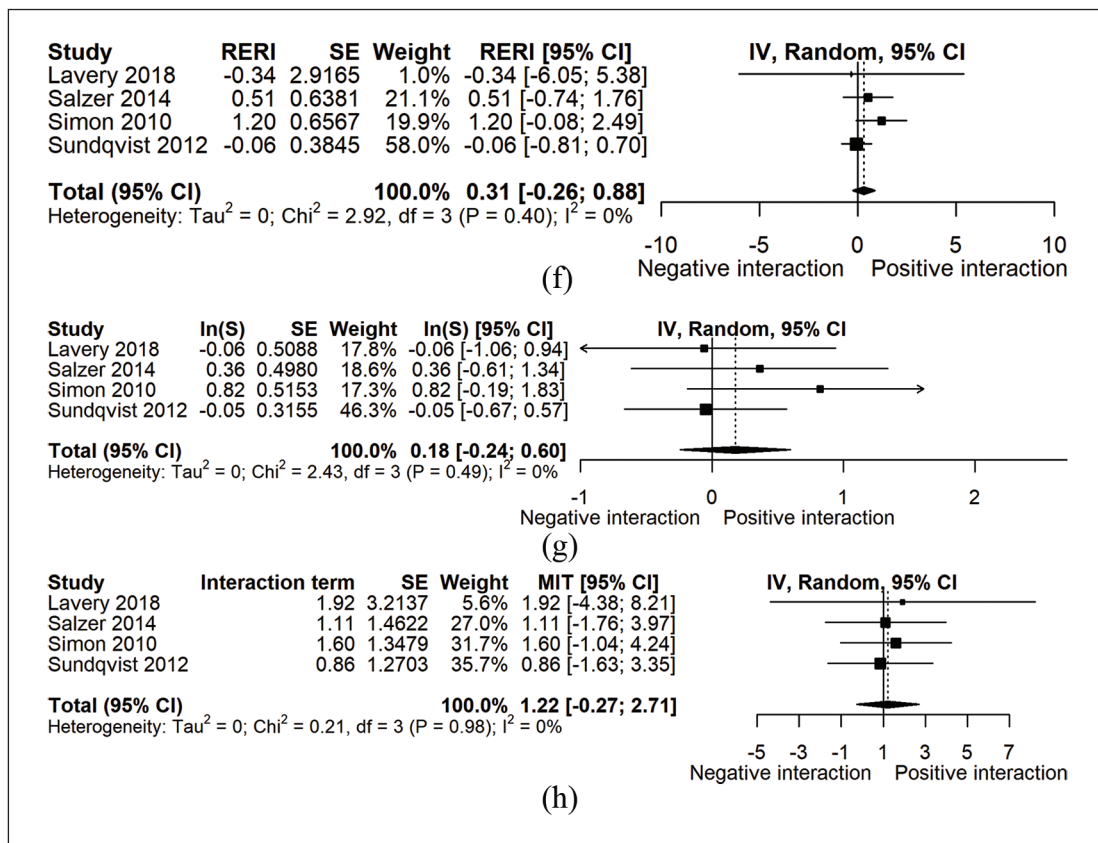 Study RERI SE Weight RERI [95% CI] IV, Random, 95% CI
Lavery 2018 -0.34 2.9165 1.0% -0.34 [-6.05; 5.38]
Salzer 2014 0.51 0.6381 21.1% 0.51 [-0.74; 1.76]
Simon 2010 1.20 0.6567 19.9% 1.20 [-0.08; 2.49]
Sundqvist 2012 -0.06 0.3845 58.0% -0.06 [-0.81; 0.70]
Total (95% CI) 100.0% 0.31 [-0.26; 0.88]
Heterogeneity: Tau² = 0; Chi² = 2.92, df = 3 (P = 0.40); I² = 0%
-10 -5 0 5 10
Negative interaction Positive interaction
(f)
Study ln(S) SE Weight ln(S) [95% CI] IV, Random, 95% CI
Lavery 2018 -0.06 0.5088 17.8% -0.06 [-1.06; 0.94]
Salzer 2014 0.36 0.4980 18.6% 0.36 [-0.61; 1.34]
Simon 2010 0.82 0.5153 17.3% 0.82 [-0.19; 1.83]
Sundqvist 2012 -0.05 0.3155 46.3% -0.05 [-0.67; 0.57]
Total (95% CI) 100.0% 0.18 [-0.24; 0.60]
Heterogeneity: Tau² = 0; Chi² = 2.43, df = 3 (P = 0.49); I² = 0%
-1 0 1 2
Negative interaction Positive interaction
(g)
Study Interaction term SE Weight MIT [95% CI] IV, Random, 95% CI
Lavery 2018 1.92 3.2137 5.6% 1.92 [-4.38; 8.21]
Salzer 2014 1.11 1.4622 27.0% 1.11 [-1.76; 3.97]
Simon 2010 1.60 1.3479 31.7% 1.60 [-1.04; 4.24]
Sundqvist 2012 0.86 1.2703 35.7% 0.86 [-1.63; 3.35]
Total (95% CI) 100.0% 1.22 [-0.27; 2.71]
Heterogeneity: Tau² = 0; Chi² = 0.21, df = 3 (P = 0.98); I² = 0%
-5 -3 -1 1 3 5 7
Negative interaction Positive interaction
(h)